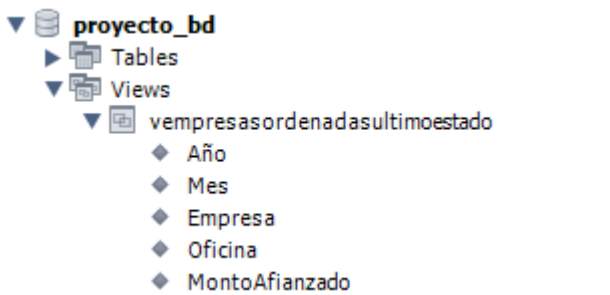 proyecto_bd
Tables
Views
vempresasordenadasultimoestado
Año
Mes
Empresa
Oficina
MontoAfianzado